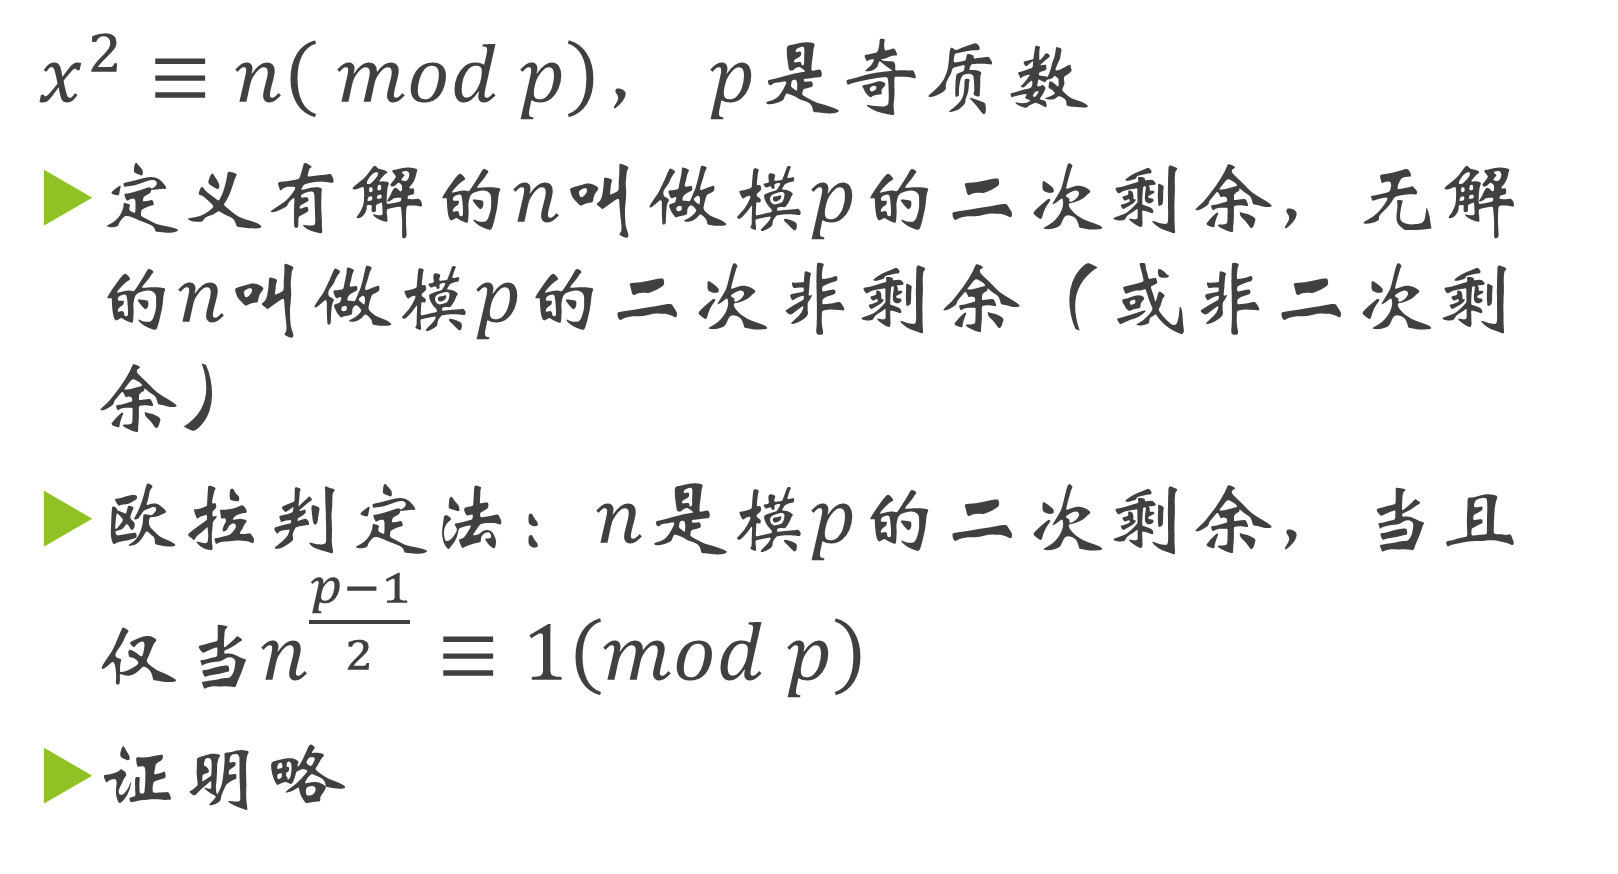 x² ≡ n( mod p)， p是奇质数
定义有解的n叫做模p的二次剩余，无解
的n叫做模p的二次非剩余（或非二次剩
余）
欧拉判定法：n是模p的二次剩余，当且
仅当n^((p−1)/2) ≡ 1(mod p)
证明略